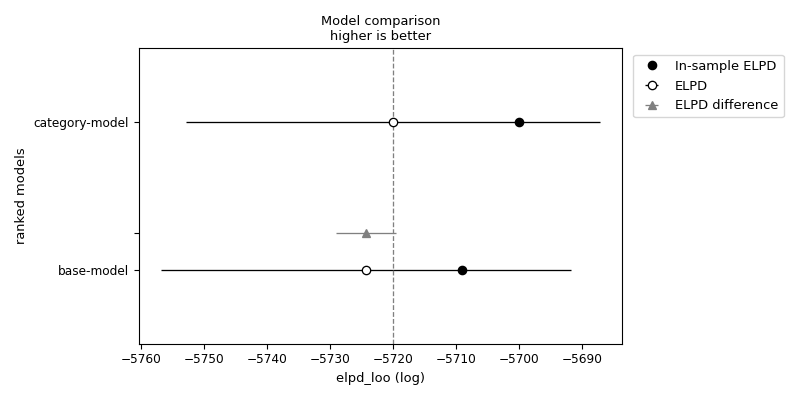 Model comparison
higher is better
In-sample ELPD
ELPD
ELPD difference
category-model
base-model
ranked models
−5760
−5750
−5740
−5730
−5720
−5710
−5700
−5690
elpd_loo (log)